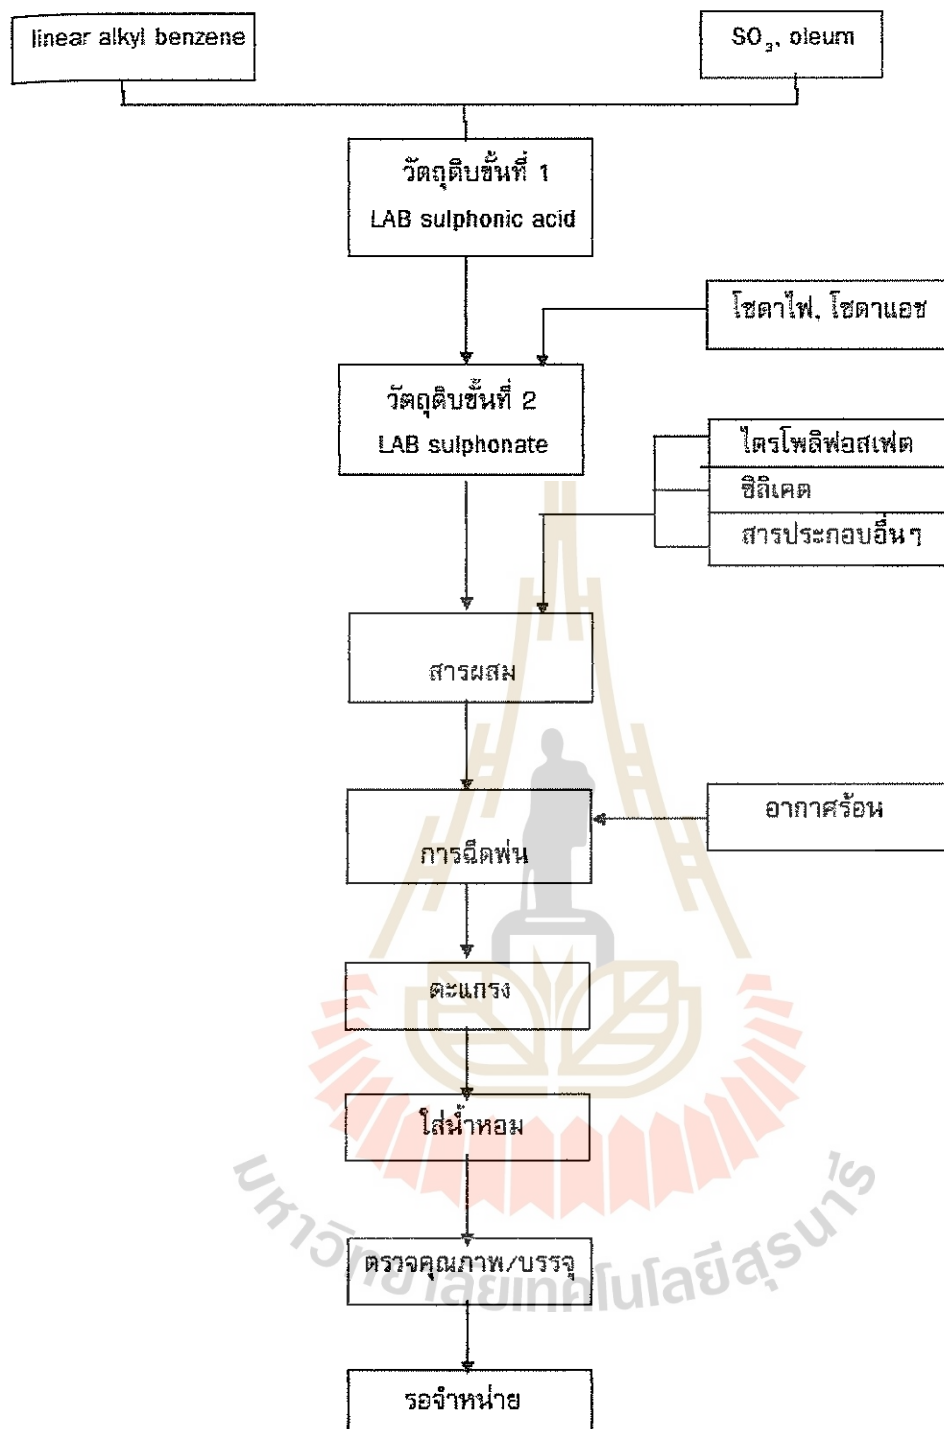 linear alkyl benzene
SO₃, oleum
วัตถุดิบขั้นที่ 1
LAB sulphonic acid
โซดาไฟ, โซดาแอช
วัตถุดิบขั้นที่ 2
LAB sulphonate
ไตรโพลิฟอสเฟต
ซิลิเคต
สารประกอบอื่นๆ
สารผสม
อากาศร้อน
การฉีดพ่น
ตะแกรง
ใส่น้ำหอม
ตรวจคุณภาพ/บรรจุ
รอจำหน่าย
มหาวิทยาลัยเทคโนโลยีสุรนารี